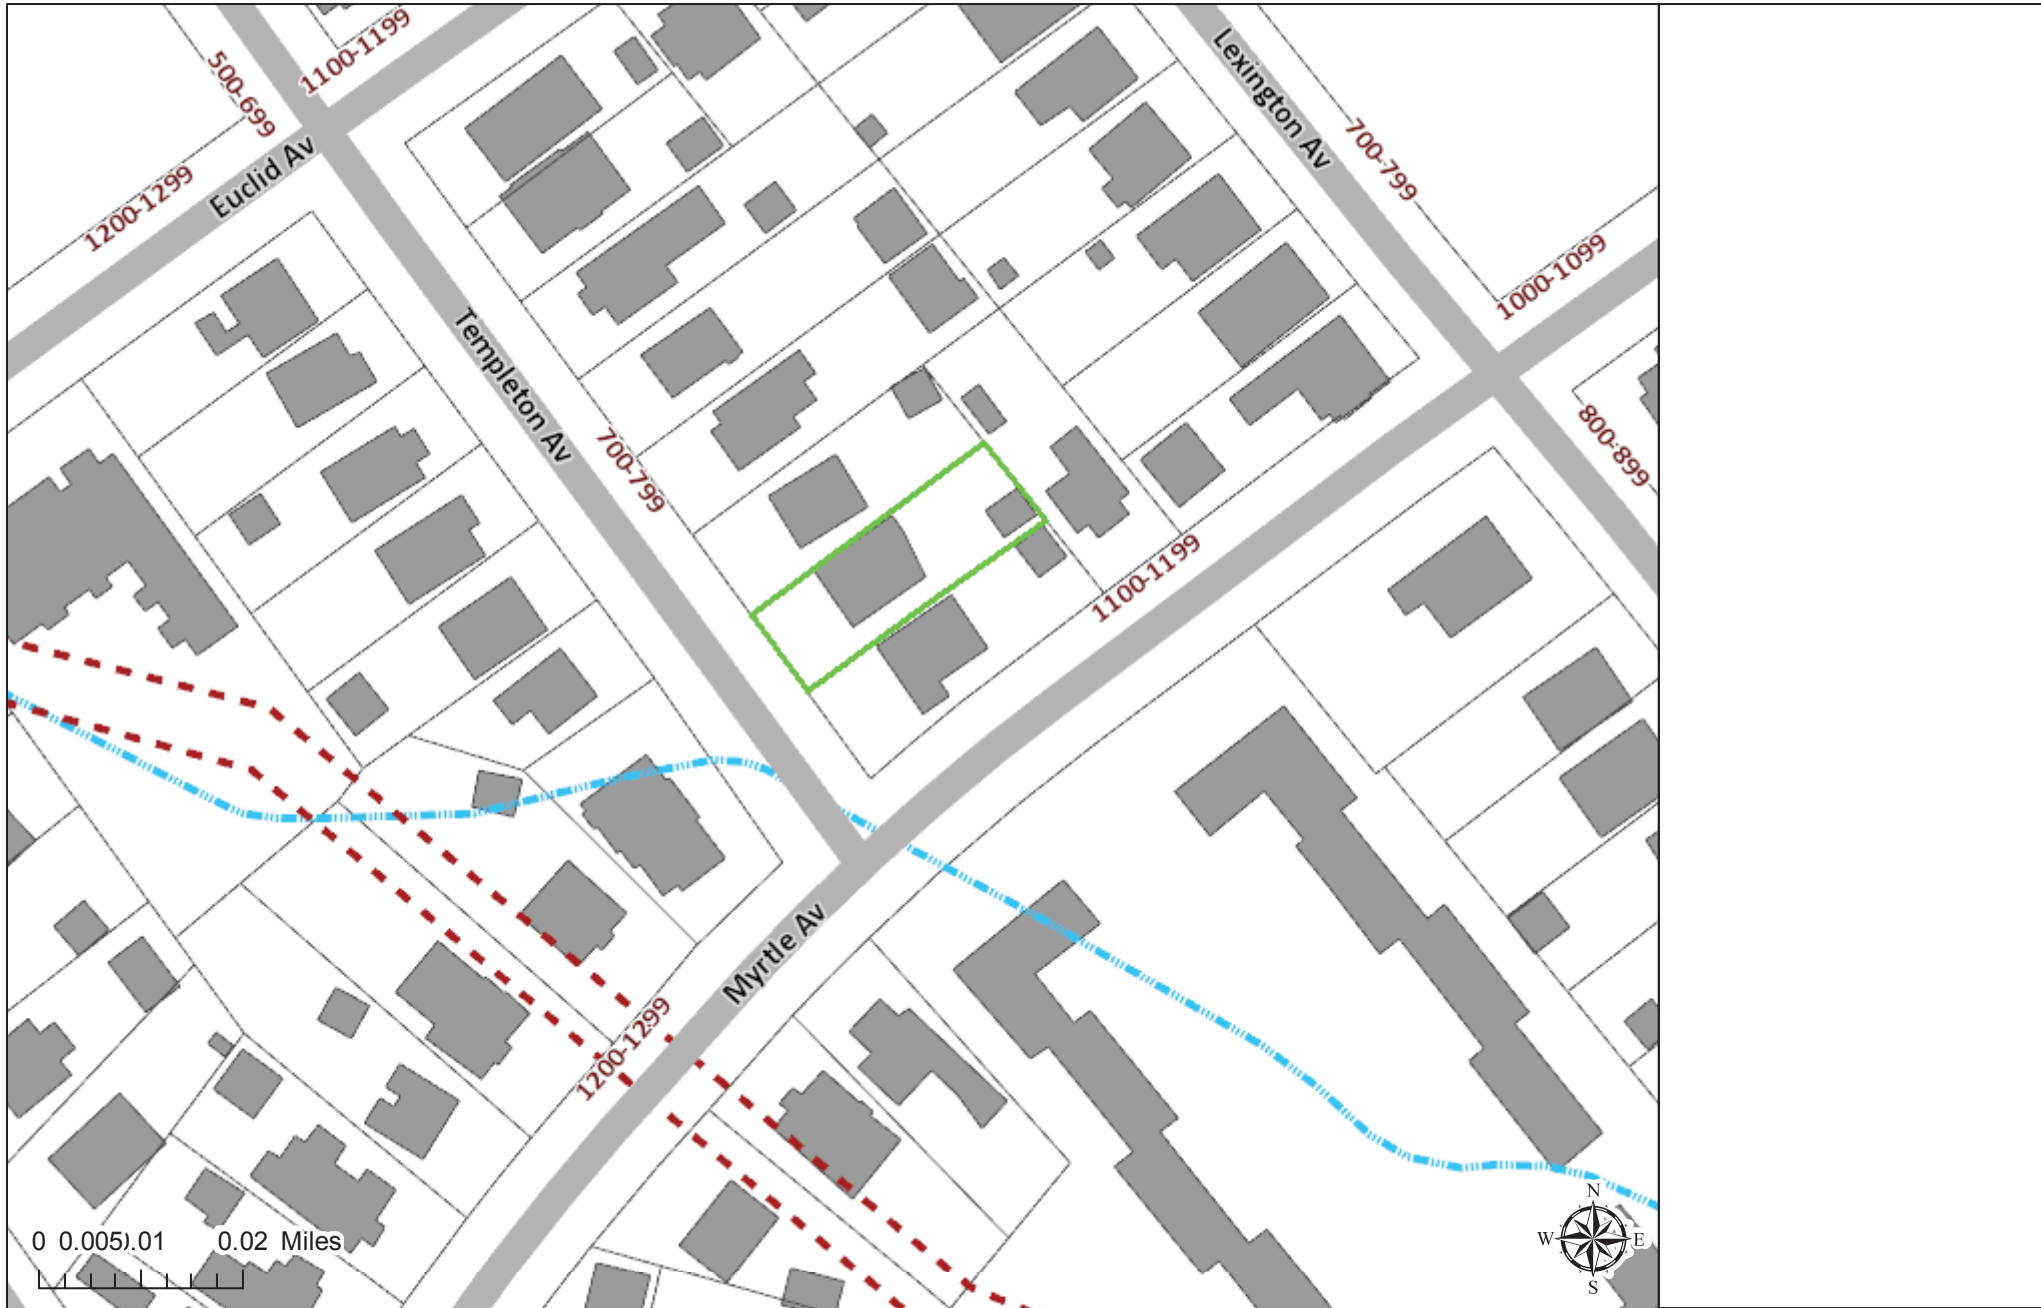 1100-1199
500-699
Lexington Av
Euclid Av
700-799
1200-1299
1000-1099
Templeton Av
700-799
800-899
1100-1199
Myrtle Av
1200-1299
N
W E
S
0 0.005 0.01 0.02 Miles